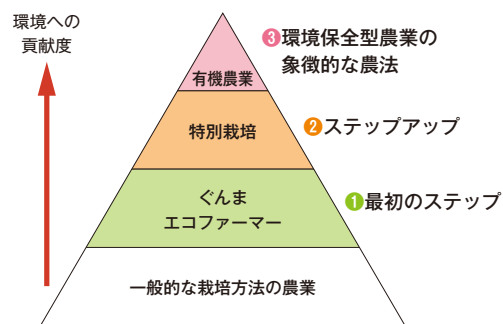 環境への
貢献度
❸環境保全型農業の
象徴的な農法
有機農業
特別栽培
❷ステップアップ
ぐんま
エコファーマー
❶最初のステップ
一般的な栽培方法の農業